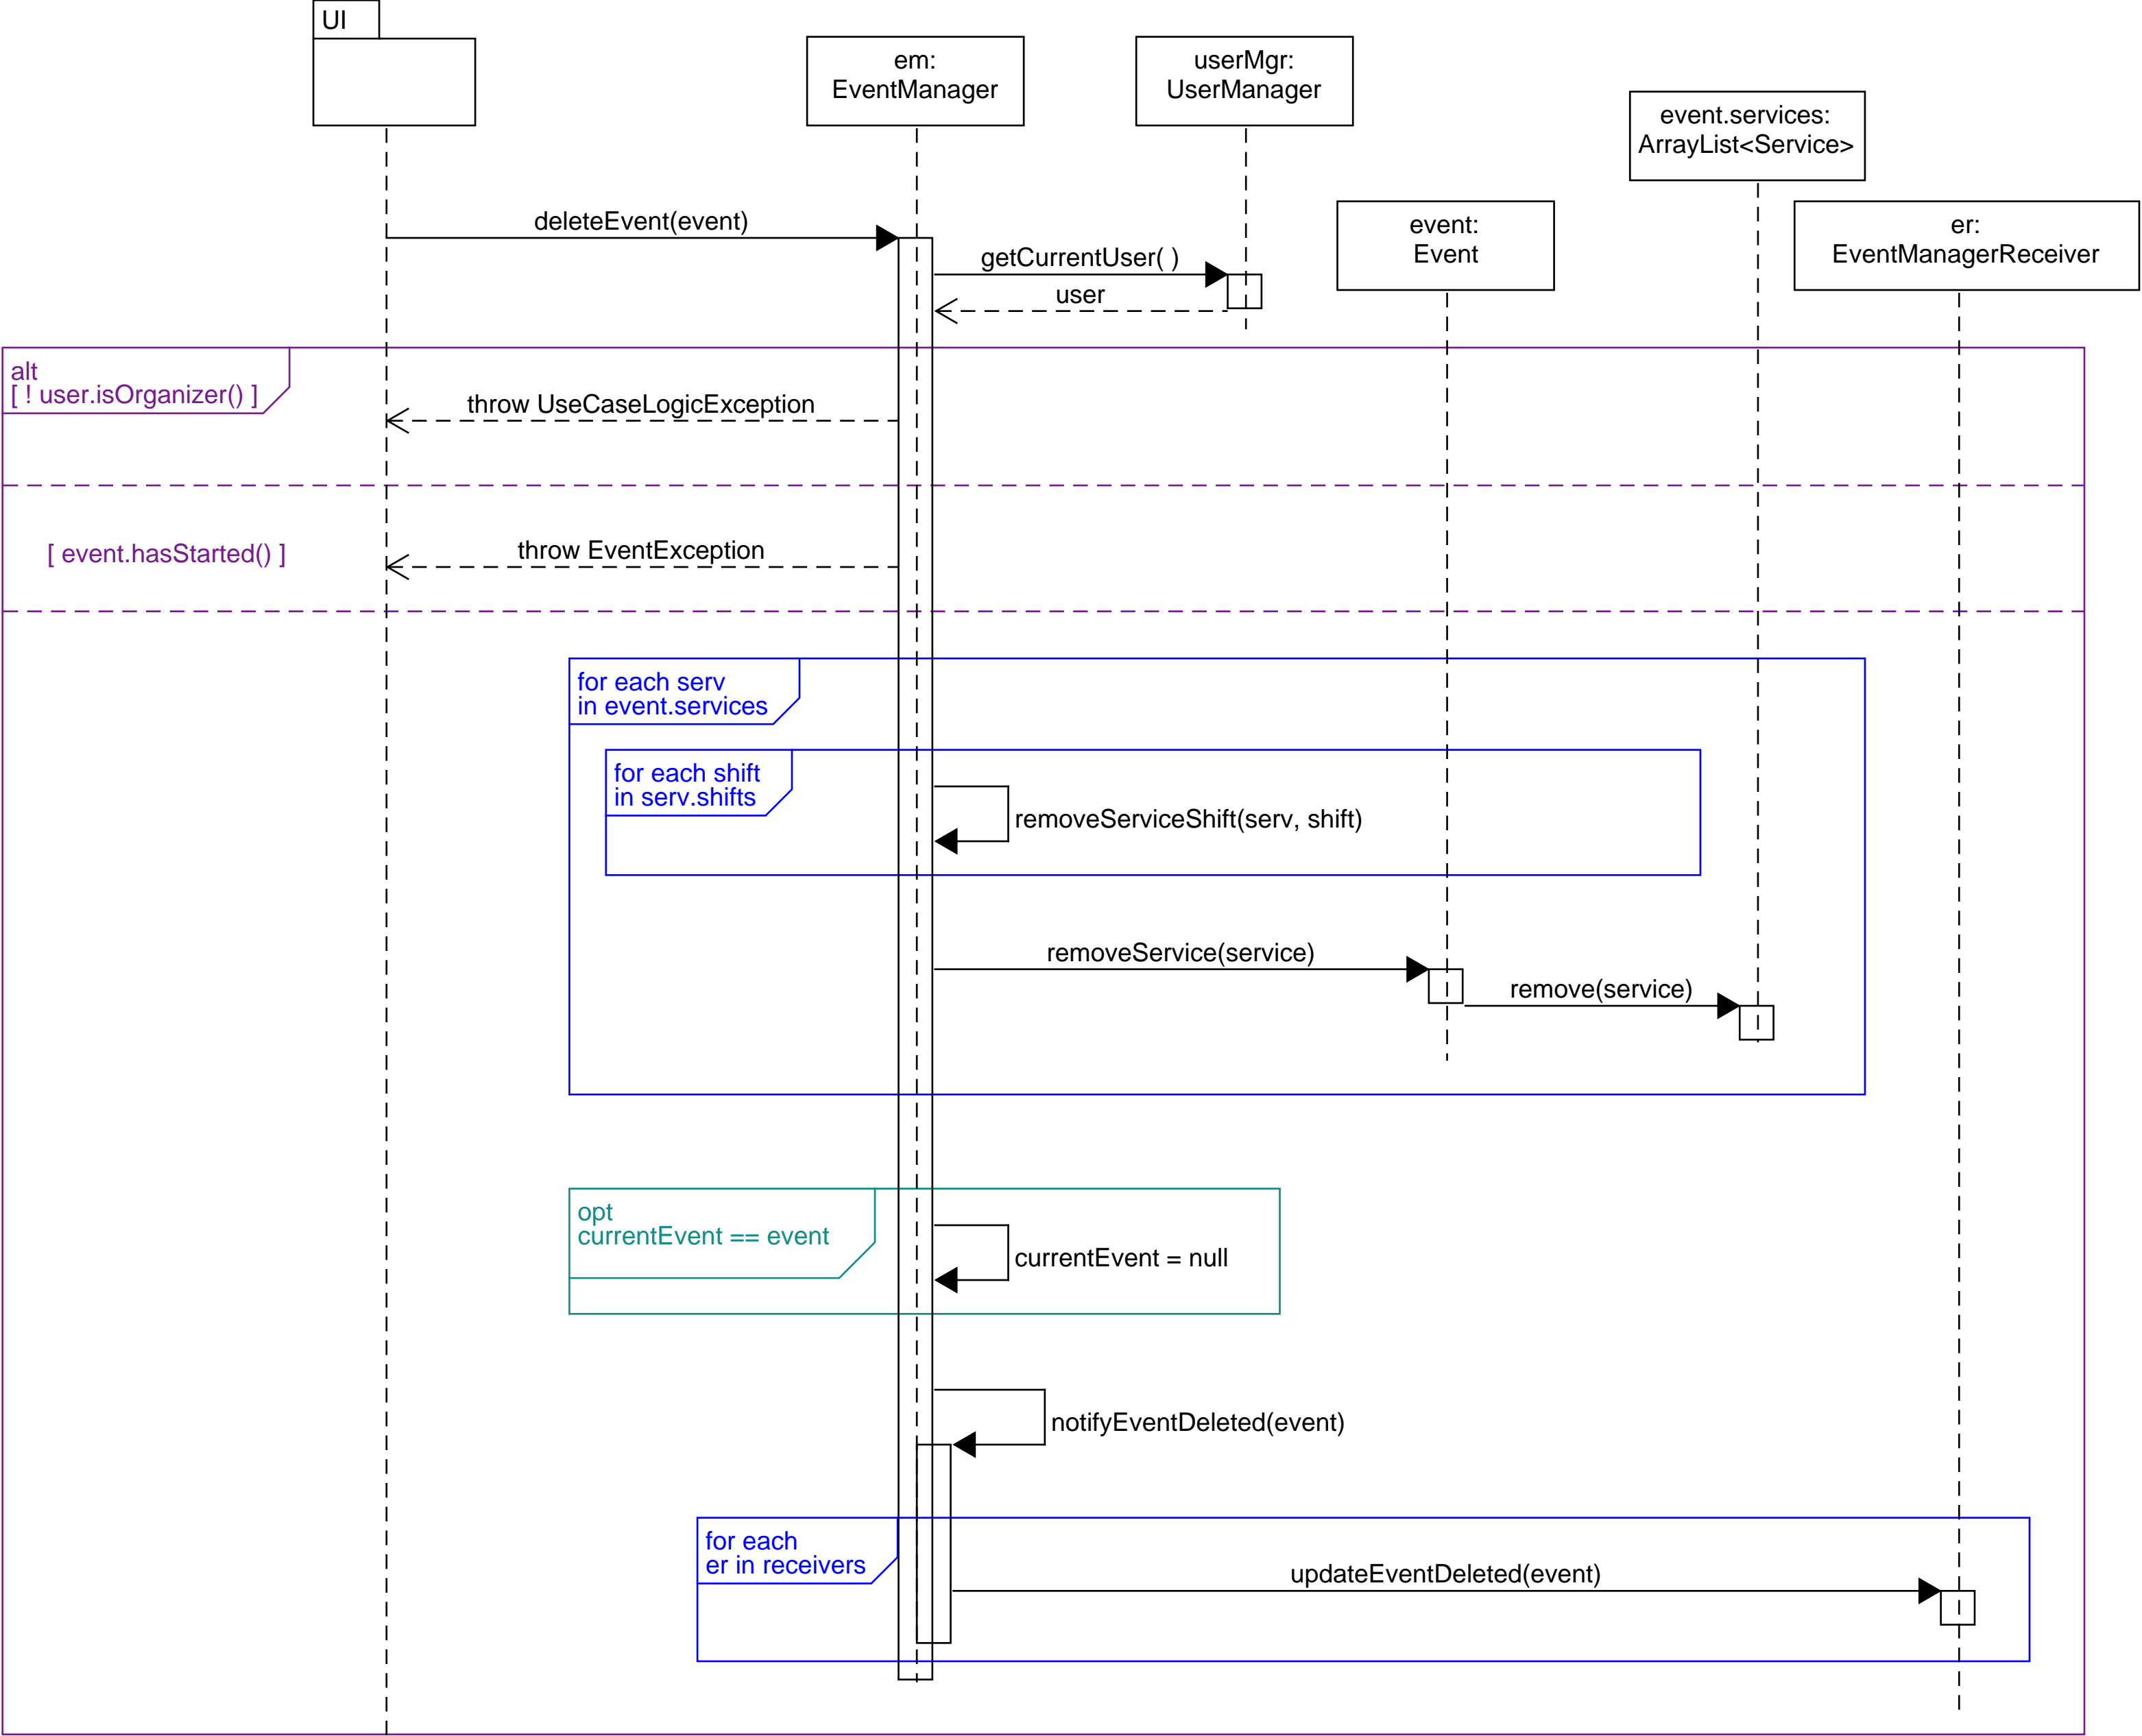 UI
em:
EventManager
userMgr:
UserManager
event.services:
ArrayList<Service>
event:
Event
er:
EventManagerReceiver
deleteEvent(event)
getCurrentUser( )
user
alt
[ ! user.isOrganizer() ]
throw UseCaseLogicException
[ event.hasStarted() ]
throw EventException
for each serv
in event.services
for each shift
in serv.shifts
removeServiceShift(serv, shift)
removeService(service)
remove(service)
opt
currentEvent == event
currentEvent = null
notifyEventDeleted(event)
for each
er in receivers
updateEventDeleted(event)